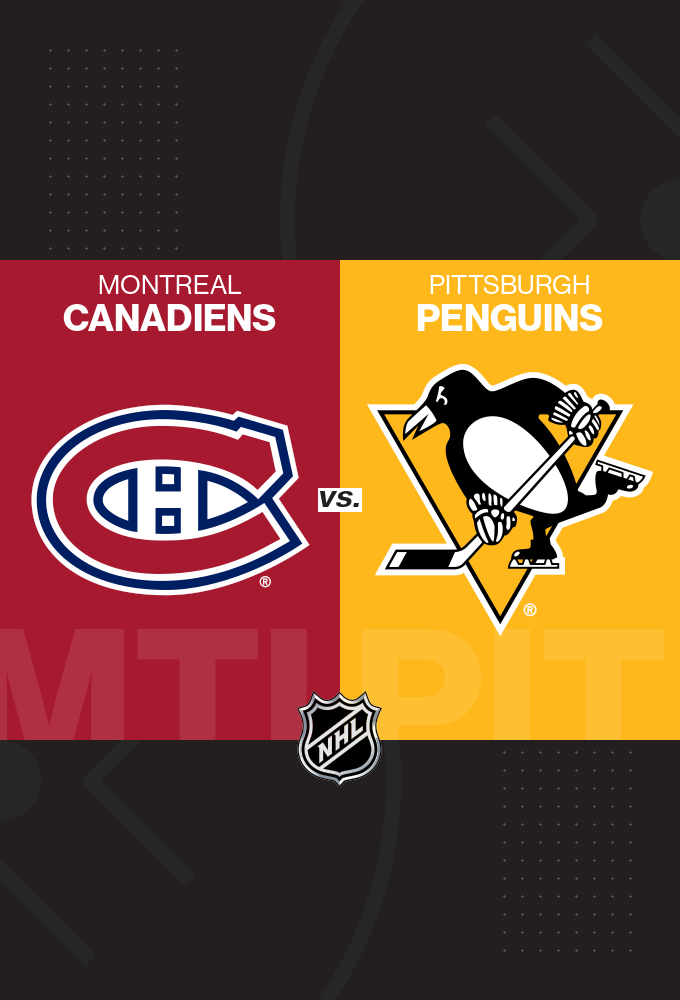 MONTREAL
CANADIENS
PITTSBURGH
PENGUINS
vs.
®
®
MTL
PIT
NHL